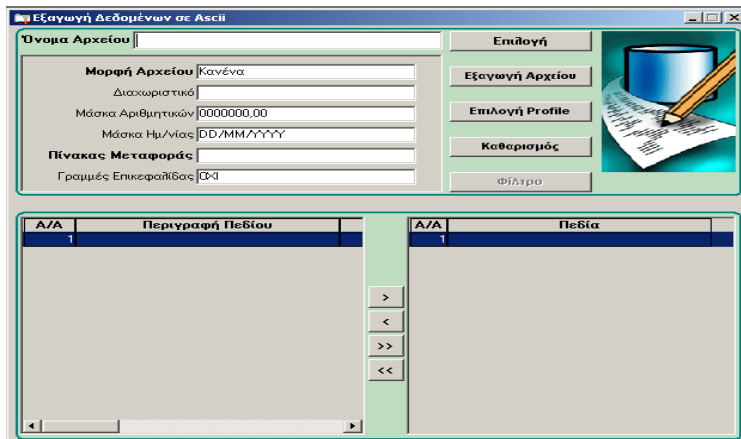 Εξαγωγή Δεδομένων σε Ascii
Όνομα Αρχείου
Επιλογή
Μορφή Αρχείου Κανένα
Εξαγωγή Αρχείου
Διαχωριστικό
Μάσκα Αριθμητικών 0000000,00
Επιλογή Profile
Μάσκα Ημ/νίας DD/MM/YYYY
Πίνακας Μεταφοράς
Καθαρισμός
Γραμμές Επικεφαλίδας ΌΧΙ
Φίλτρο
Α/Α Περιγραφή Πεδίου
1
Α/Α Πεδία
1
>
<
>>
<<